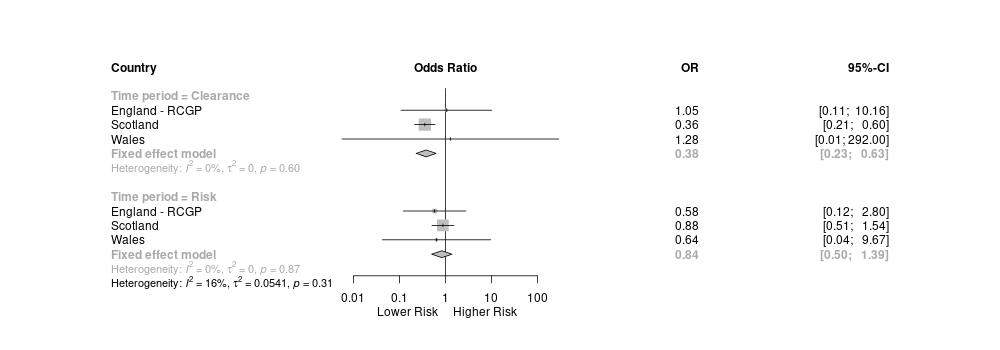 Country Odds Ratio OR 95%-CI
Time period = Clearance
England - RCGP 1.05 [0.11; 10.16]
Scotland 0.36 [0.21; 0.60]
Wales 1.28 [0.01; 292.00]
Fixed effect model 0.38 [0.23; 0.63]
Heterogeneity: I² = 0%, τ² = 0, p = 0.60
Time period = Risk
England - RCGP 0.58 [0.12; 2.80]
Scotland 0.88 [0.51; 1.54]
Wales 0.64 [0.04; 9.67]
Fixed effect model 0.84 [0.50; 1.39]
Heterogeneity: I² = 0%, τ² = 0, p = 0.87
Heterogeneity: I² = 16%, τ² = 0.0541, p = 0.31
0.01 0.1 1 10 100
Lower Risk Higher Risk